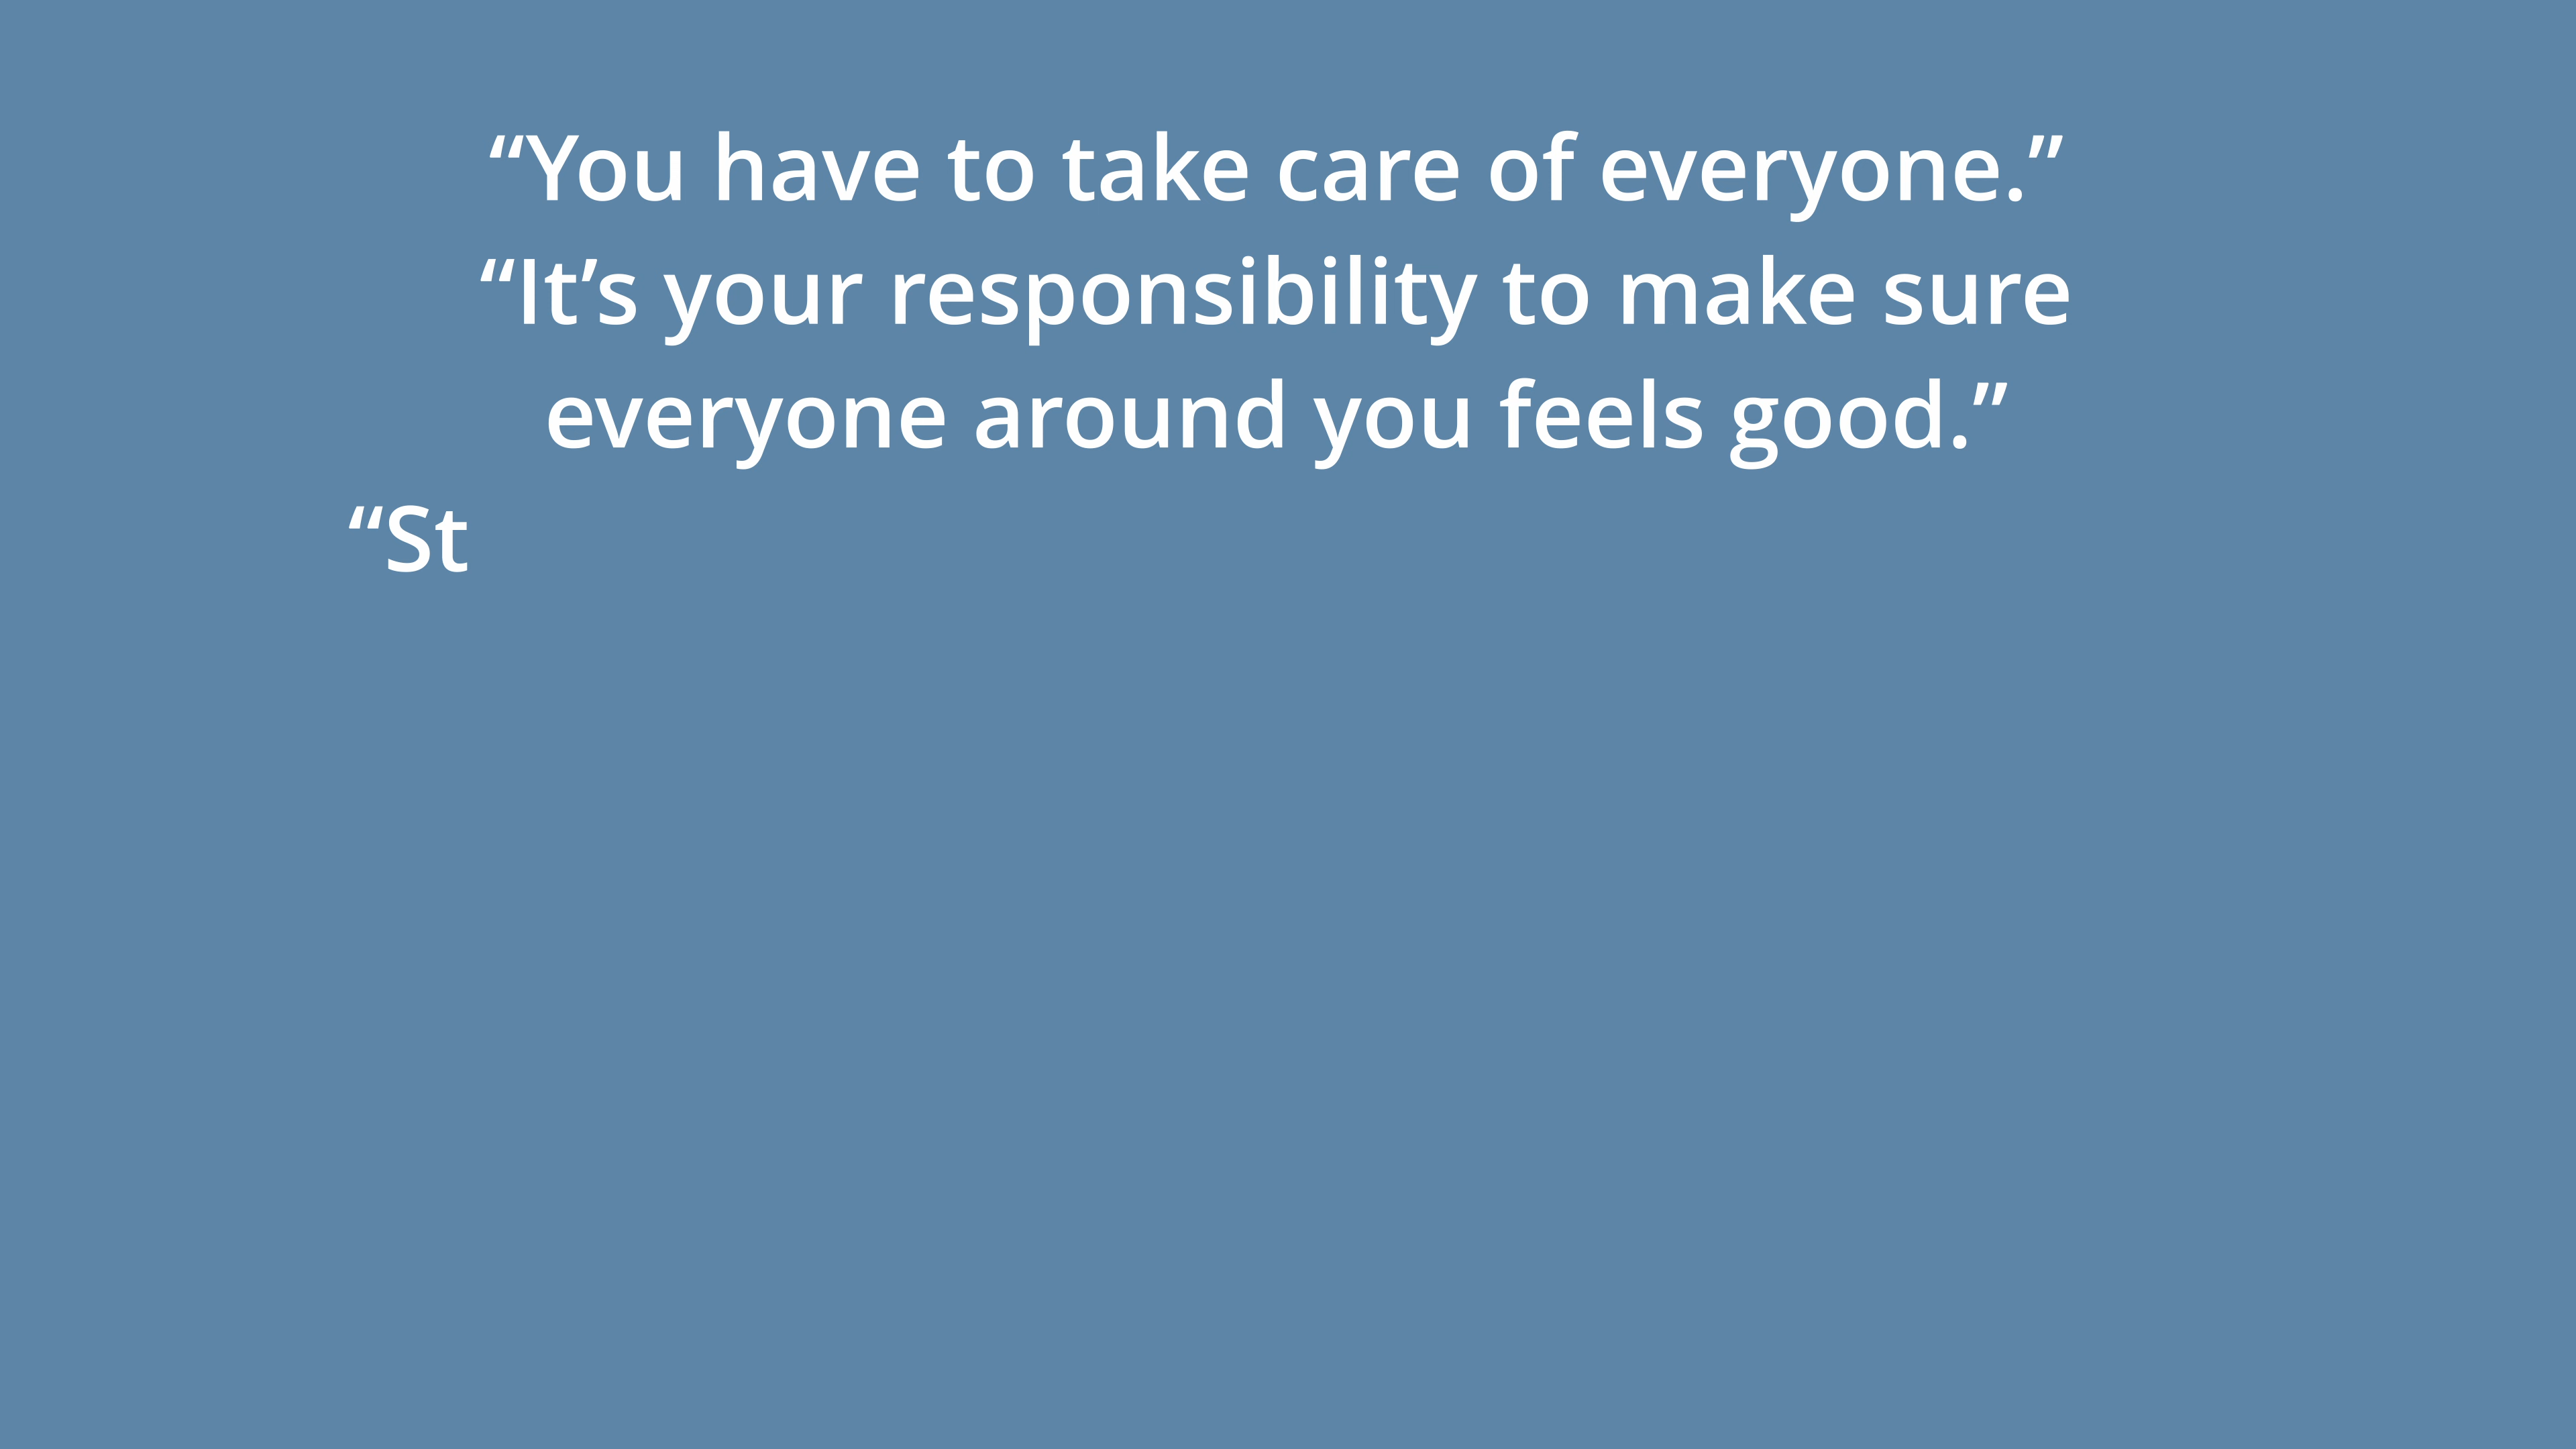 “You have to take care of everyone.”
“It’s your responsibility to make sure
everyone around you feels good.”
“St